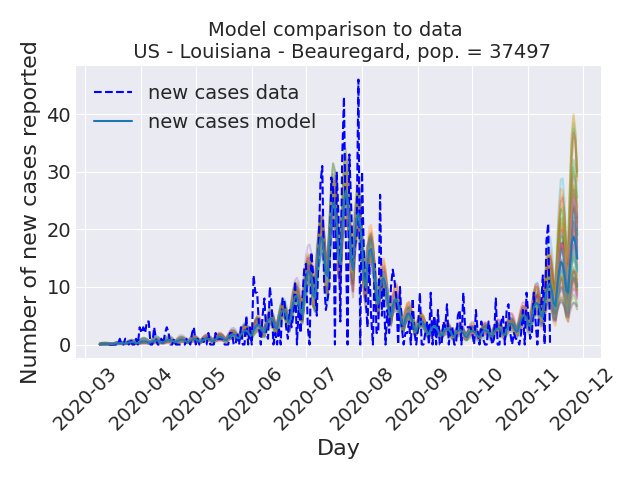 Model comparison to data
US - Louisiana - Beauregard, pop. = 37497
Number of new cases reported
40
30
20
10
0
new cases data
new cases model
2020-03
2020-04
2020-05
2020-06
2020-07
2020-08
2020-09
2020-10
2020-11
2020-12
Day